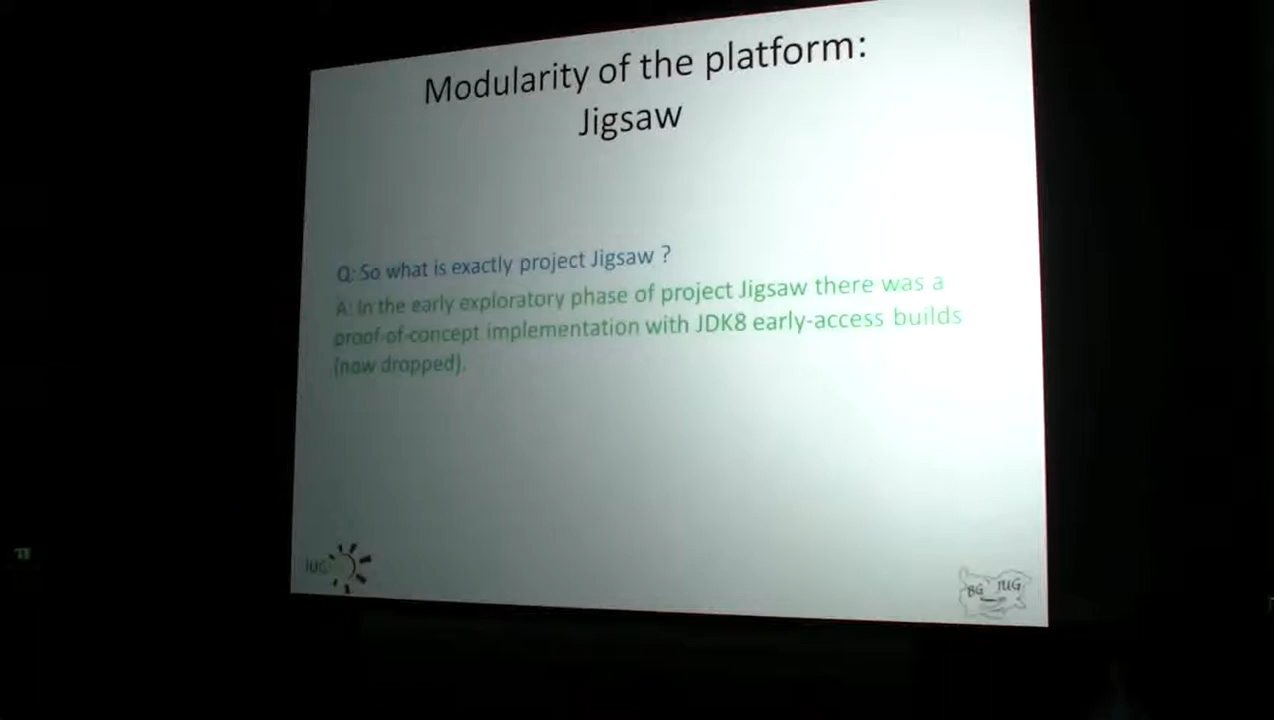 Modularity of the platform:
Jigsaw
Q: So what is exactly project Jigsaw ?
A: In the early exploratory phase of project Jigsaw there was a
proof-of-concept implementation with JDK8 early-access builds
(now dropped).
JUG
BG JUG